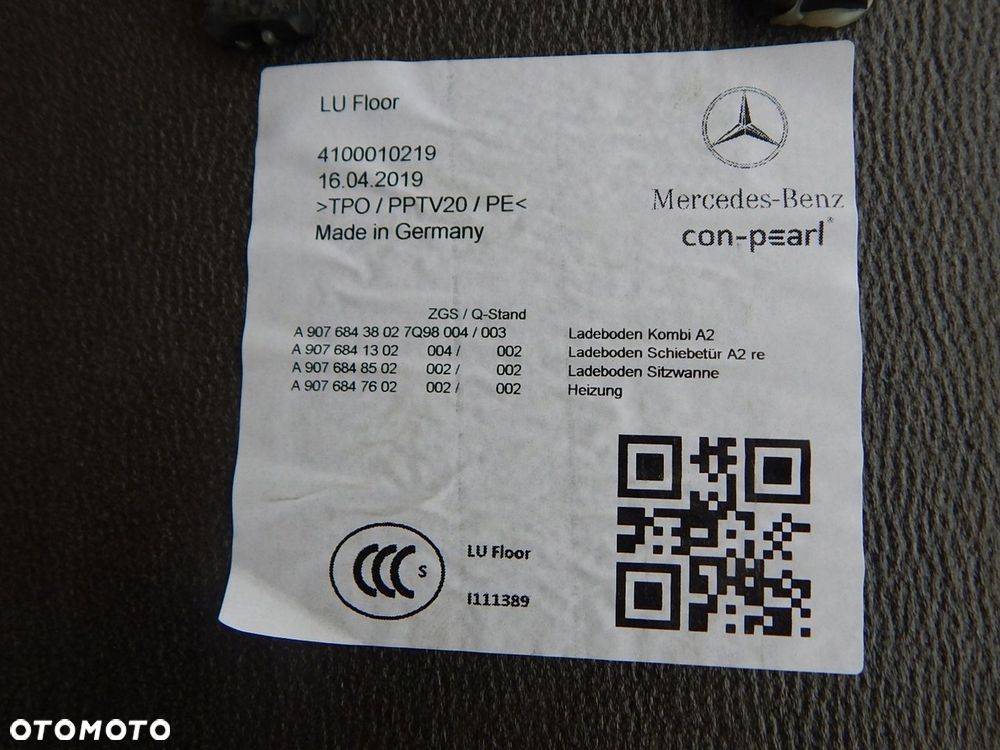 LU Floor
4100010219
16.04.2019
>TPO / PPTV20 / PE<
Made in Germany
Mercedes-Benz
con-pearl®
ZGS / Q-Stand
A 907 684 38 02 7Q98 004 / 003 Ladeboden Kombi A2
A 907 684 13 02 004 / 002 Ladeboden Schiebetür A2 re
A 907 684 85 02 002 / 002 Ladeboden Sitzwanne
A 907 684 76 02 002 / 002 Heizung
CCC S
LU Floor
I111389
OTOMOTO